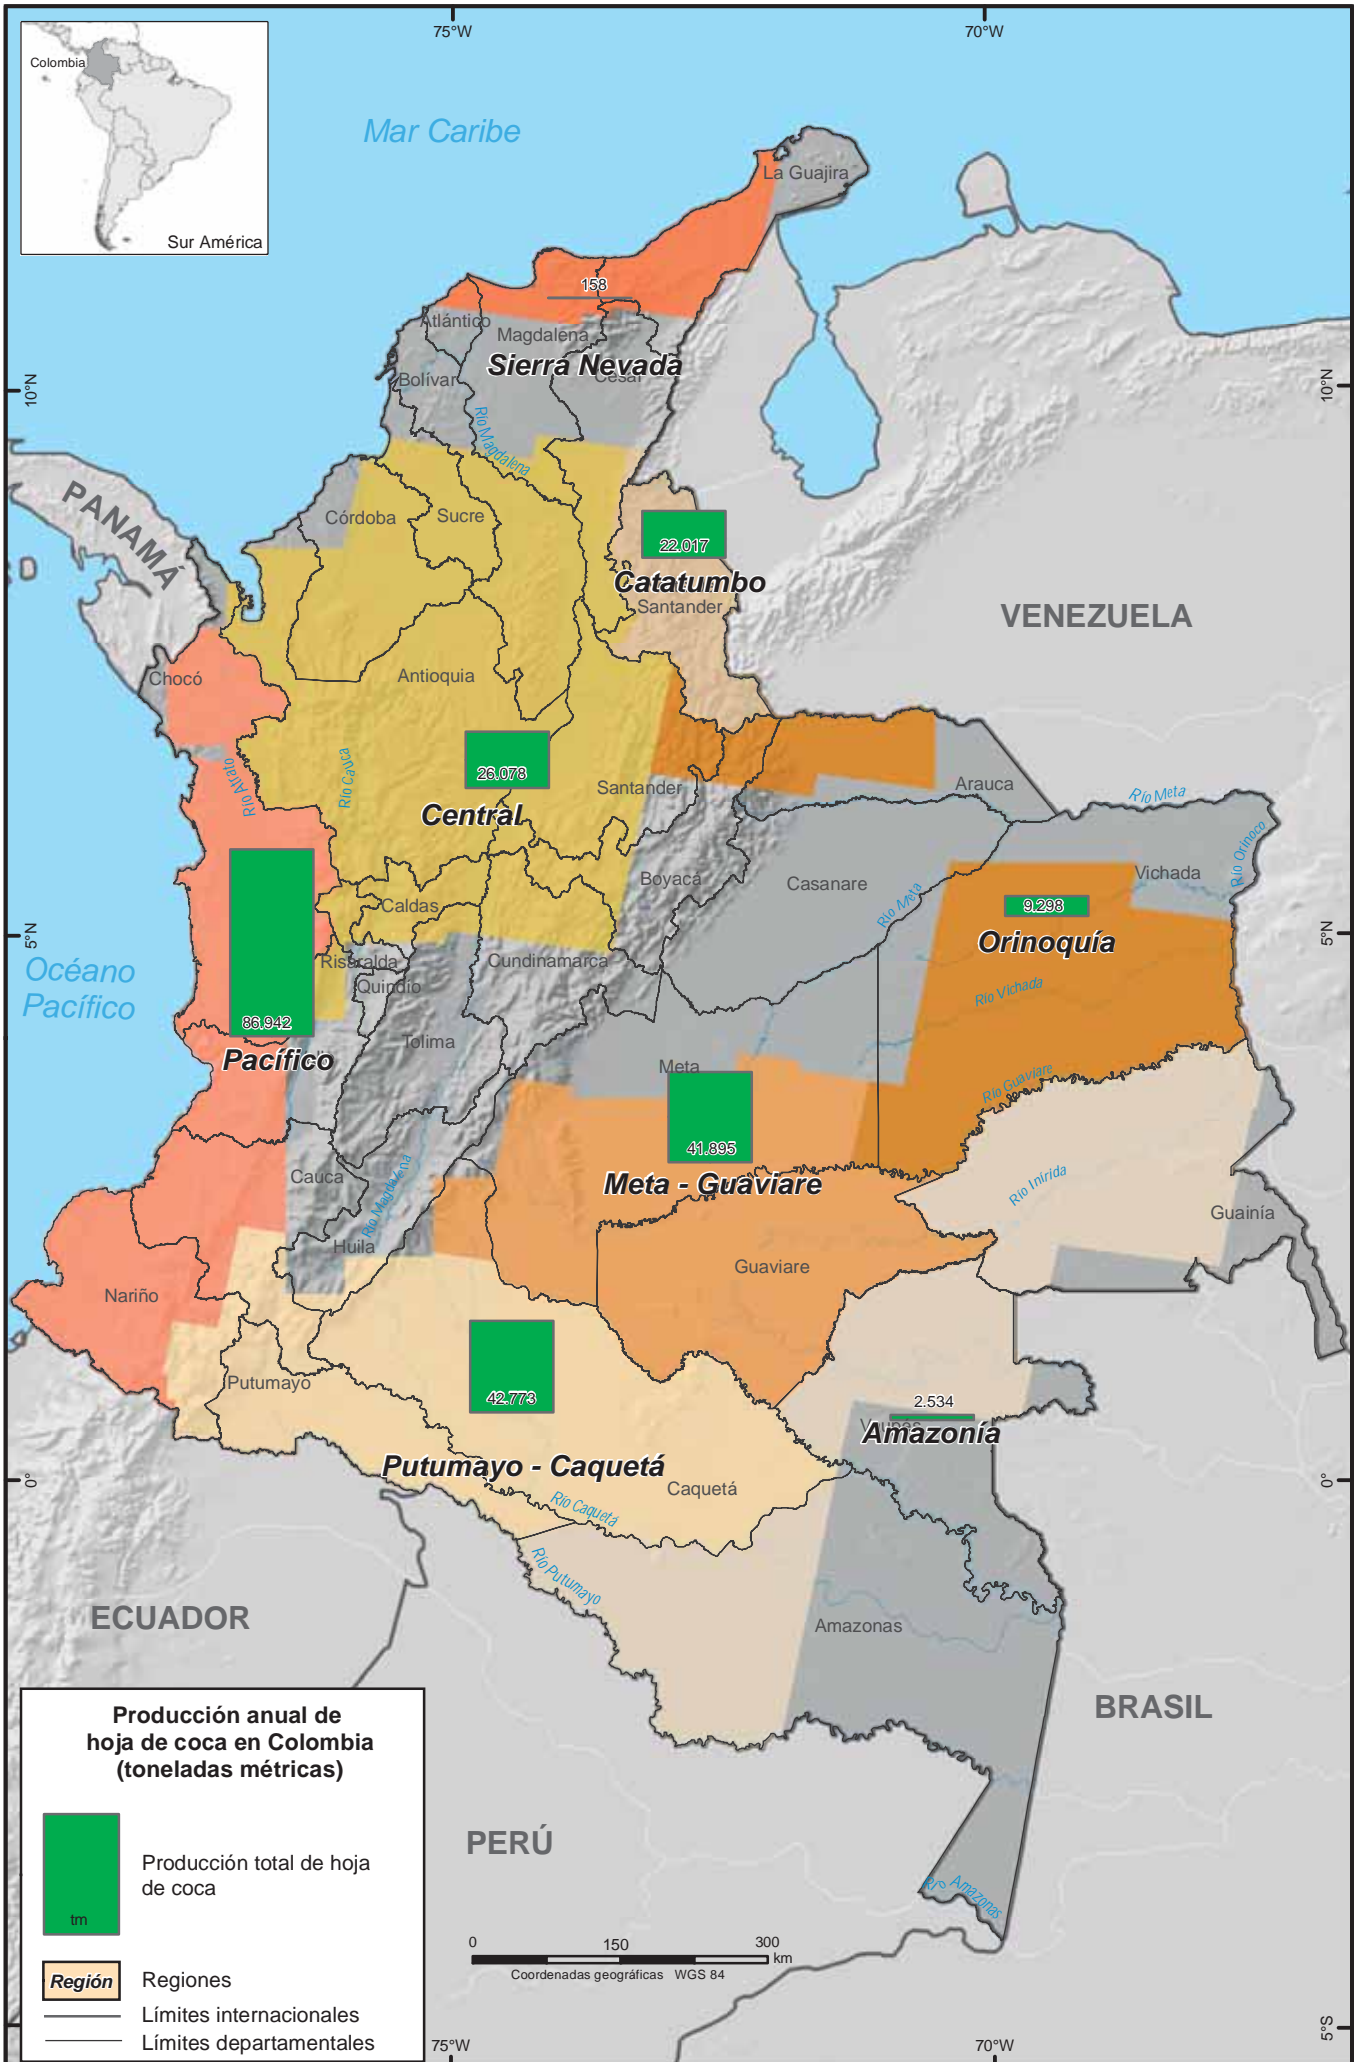 75°W
70°W
Colombia
Sur América
Mar Caribe
La Guajira
158
Atlántico
Magdalena
Sierra Nevada
Cesar
Bolívar
10°N
10°N
Río Magdalena
PANAMÁ
Córdoba
Sucre
22.017
Catatumbo
Santander
VENEZUELA
Chocó
Antioquia
Río Atrato
Río Cauca
26.078
Santander
Central
Arauca
Río Meta
Río Orinoco
Boyacá
Casanare
Vichada
Río Meta
9.298
Caldas
Orinoquía
5°N
5°N
Océano
Pacífico
Risaralda
Cundinamarca
Quindio
Río Vichada
86.942
Tolima
Pacífico
Meta
Río Guaviare
41.895
Cauca
Meta - Guaviare
Río Inirida
Río Magdalena
Guainía
Huila
Guaviare
Nariño
Putumayo
42.773
2.534
Vaupás
Amazonía
Putumayo - Caquetá
0°
0°
Caquetá
Río Caquetá
Río Putumayo
ECUADOR
Amazonas
BRASIL
PERÚ
Río Amazonas
Producción anual de
hoja de coca en Colombia
(toneladas métricas)
Producción total de hoja
de coca
tm
Región
Regiones
Límites internacionales
Límites departamentales
0 150 300
km
Coordenadas geográficas WGS 84
5°S
75°W
70°W